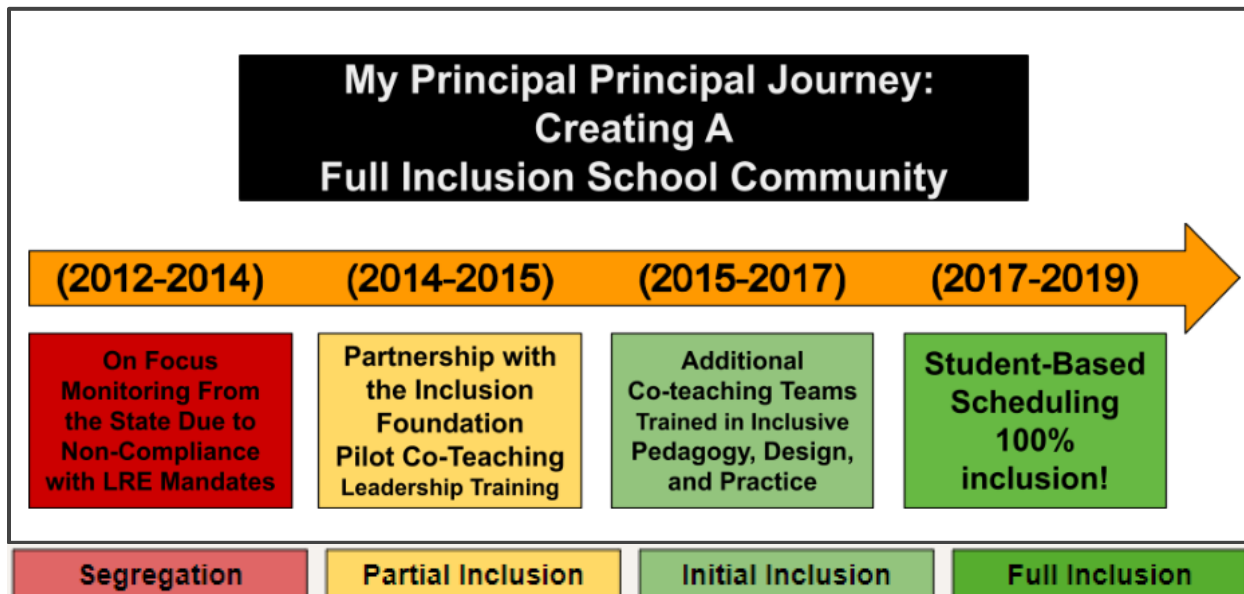 My Principal Principal Journey:
Creating A
Full Inclusion School Community
(2012-2014)
(2014-2015)
(2015-2017)
(2017-2019)
On Focus
Monitoring From
the State Due to
Non-Compliance
with LRE Mandates
Partnership with
the Inclusion
Foundation
Pilot Co-Teaching
Leadership Training
Additional
Co-teaching Teams
Trained in Inclusive
Pedagogy, Design,
and Practice
Student-Based
Scheduling
100%
inclusion!
Segregation
Partial Inclusion
Initial Inclusion
Full Inclusion